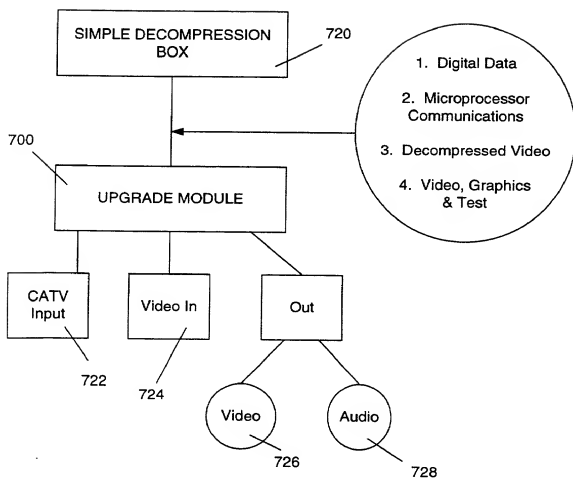 SIMPLE DECOMPRESSION
BOX
720
1. Digital Data
2. Microprocessor
Communications
3. Decompressed Video
4. Video, Graphics
& Test
700
UPGRADE MODULE
CATV
Input
Video In
Out
722
724
Video
Audio
726
728